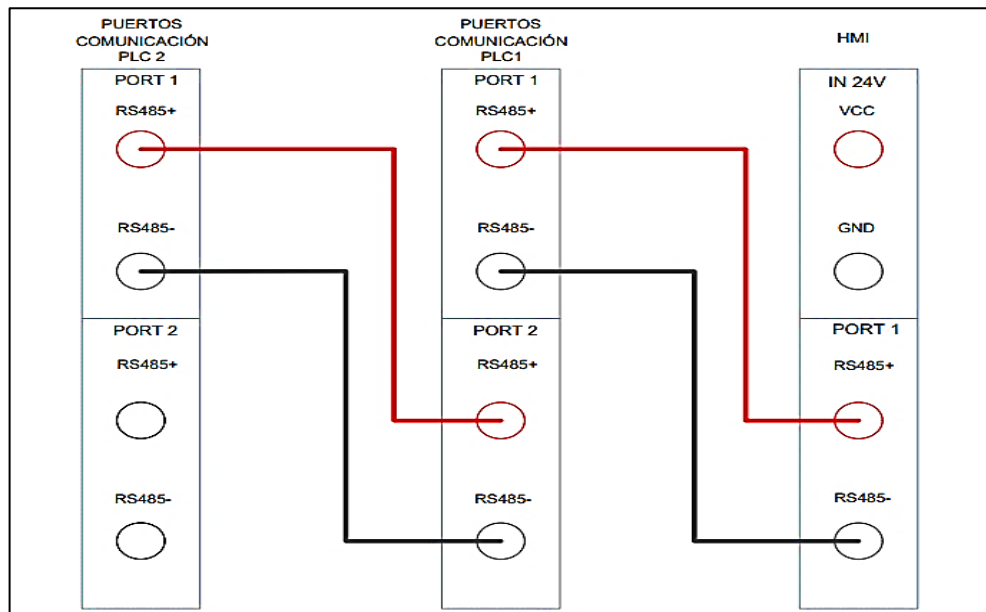 PUERTOS
COMUNICACIÓN
PLC 2
PORT 1
RS485+
RS485-
PORT 2
RS485+
RS485-
PUERTOS
COMUNICACIÓN
PLC1
PORT 1
RS485+
RS485-
PORT 2
RS485+
RS485-
HMI
IN 24V
VCC
GND
PORT 1
RS485+
RS485-